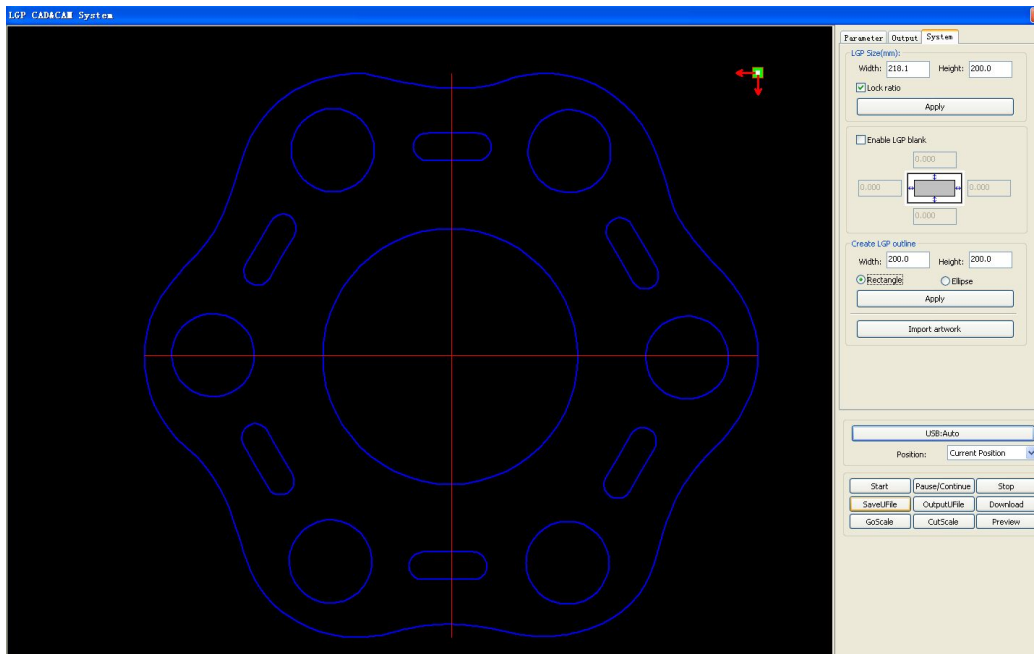 LGP CAD&CAM System
Parameter Output System
LGP Size(mm):
Width: 218.1 Height: 200.0
Lock ratio
Apply
Enable LGP blank
0.000
0.000 0.000
0.000
Create LGP outline
Width: 200.0 Height: 200.0
Rectangle Ellipse
Apply
Import artwork
USB:Auto
Position: Current Position
Start Pause/Continue Stop
SaveUFile OutputUFile Download
GoScale CutScale Preview